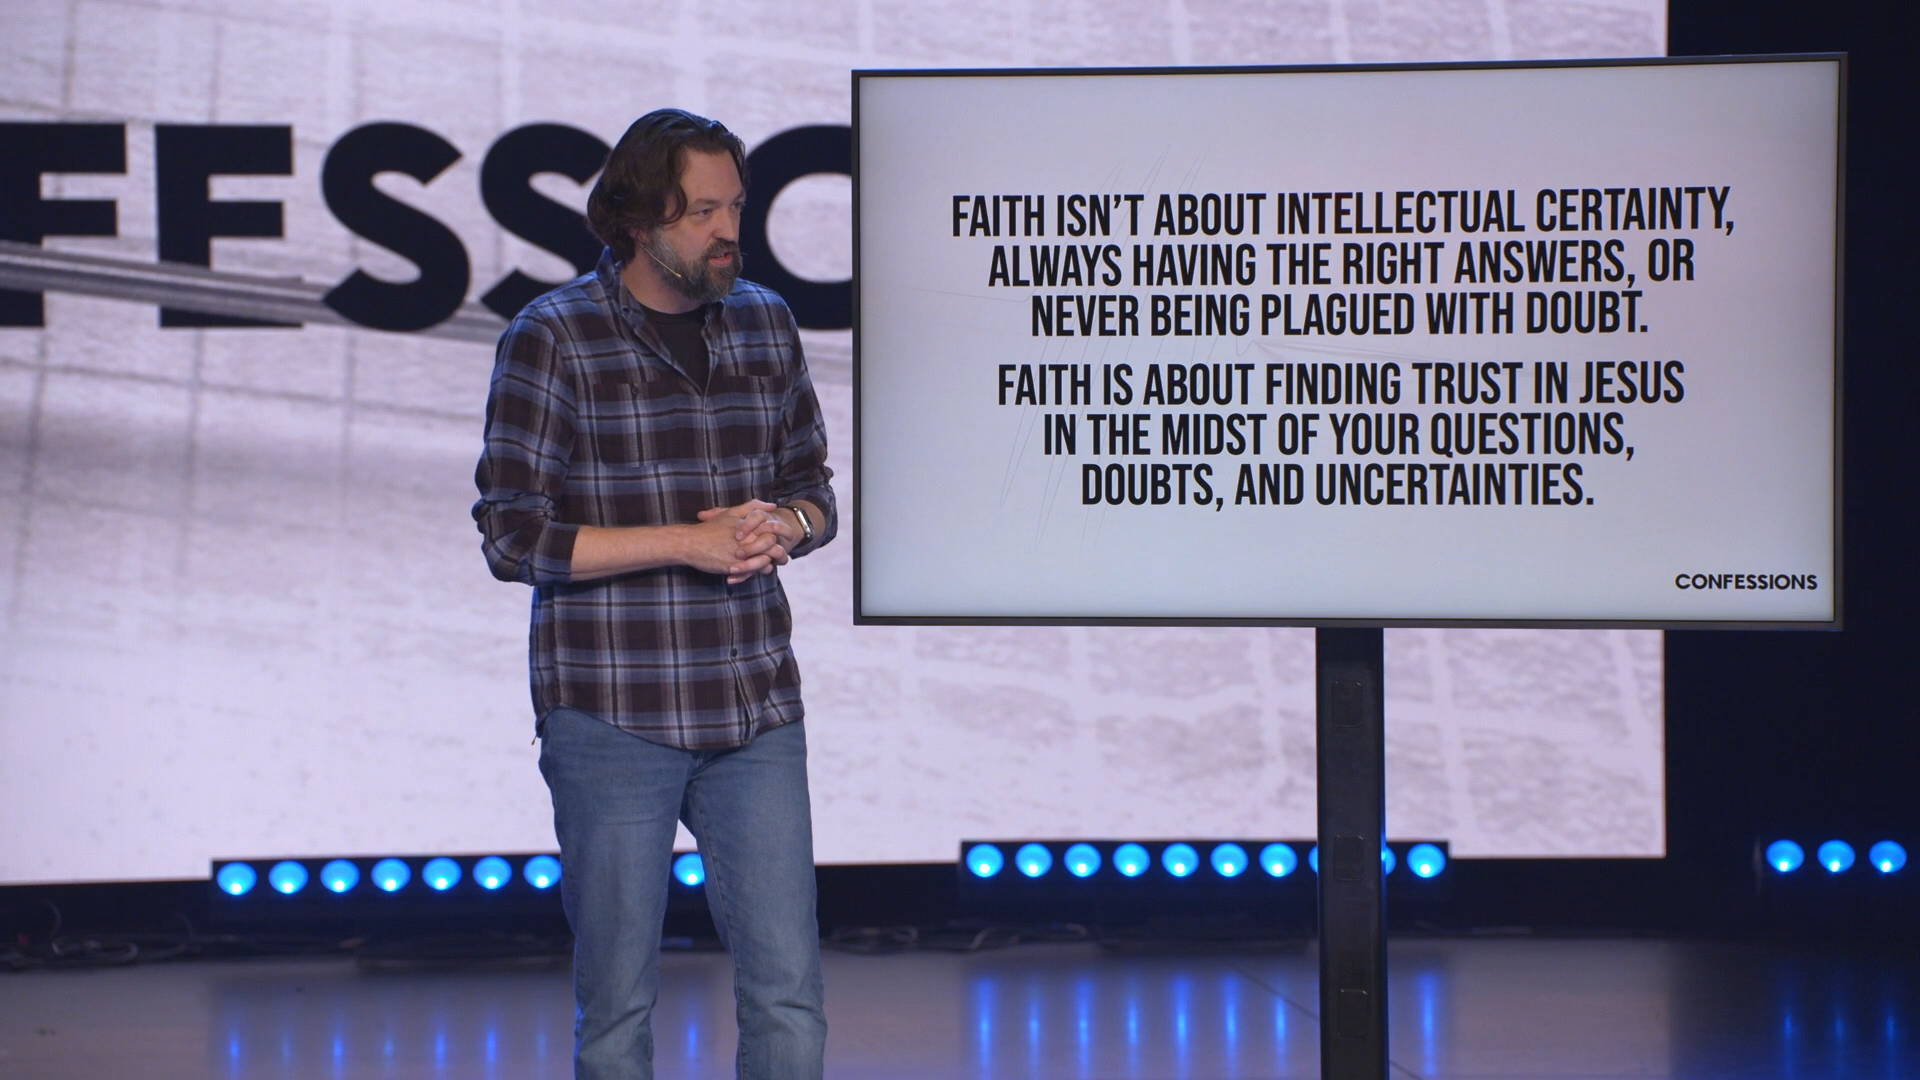 FFESSIO
FAITH ISN'T ABOUT INTELLECTUAL CERTAINTY,
ALWAYS HAVING THE RIGHT ANSWERS, OR
NEVER BEING PLAGUED WITH DOUBT.
FAITH IS ABOUT FINDING TRUST IN JESUS
IN THE MIDST OF YOUR QUESTIONS,
DOUBTS, AND UNCERTAINTIES.
CONFESSIONS